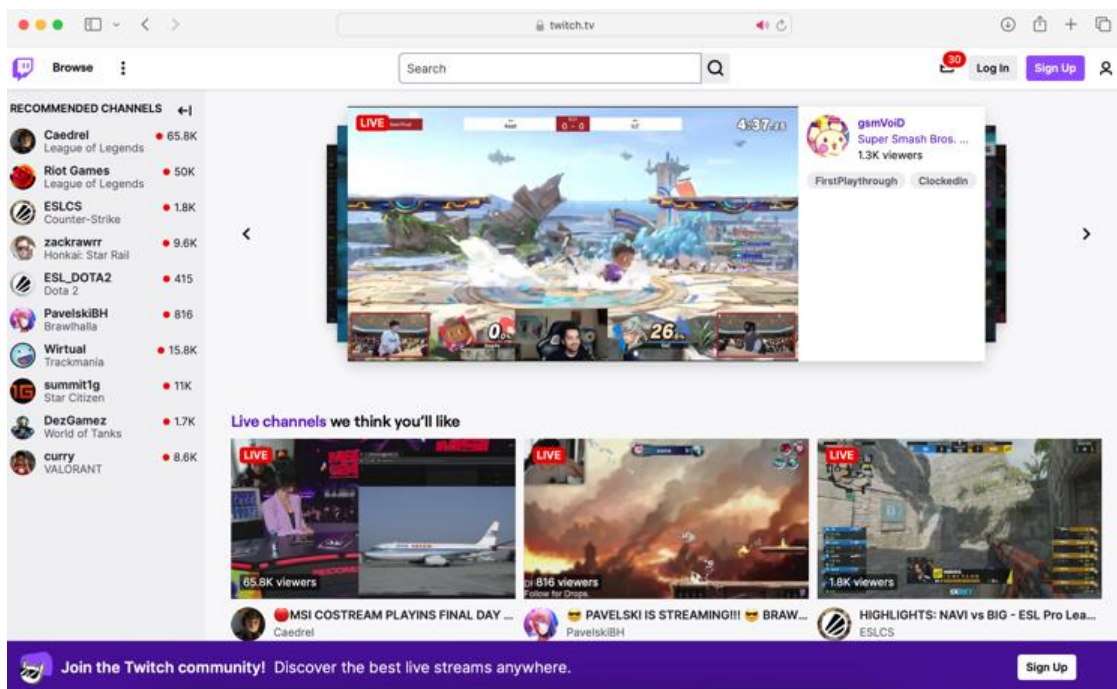 twitch.tv
Browse
Search
30
Log In
Sign Up
RECOMMENDED CHANNELS
Caedrel
65.8K
League of Legends
Riot Games
50K
League of Legends
ESLCS
1.8K
Counter-Strike
zackrawrr
9.6K
Honkai: Star Rail
ESL_DOTA2
415
Dota 2
PavelskiBH
816
Brawlhalla
Wirtual
15.8K
Trackmania
summit1g
11K
Star Citizen
DezGamez
1.7K
World of Tanks
curry
8.6K
VALORANT
LIVE
0 - 0
4:37
gsmVoiD
Super Smash Bros. ...
1.3K viewers
FirstPlaythrough ClockedIn
Live channels we think you'll like
LIVE
65.8K viewers
MSI COSTREAM PLAYINS FINAL DAY ...
Caedrel
LIVE
816 viewers
Follow for Drops
PAVELSKI IS STREAMING!!! 😎 BRAW...
PavelskiBH
LIVE
1.8K viewers
HIGHLIGHTS: NAVI vs BIG - ESL Pro Lea...
ESLCS
Join the Twitch community! Discover the best live streams anywhere.
Sign Up